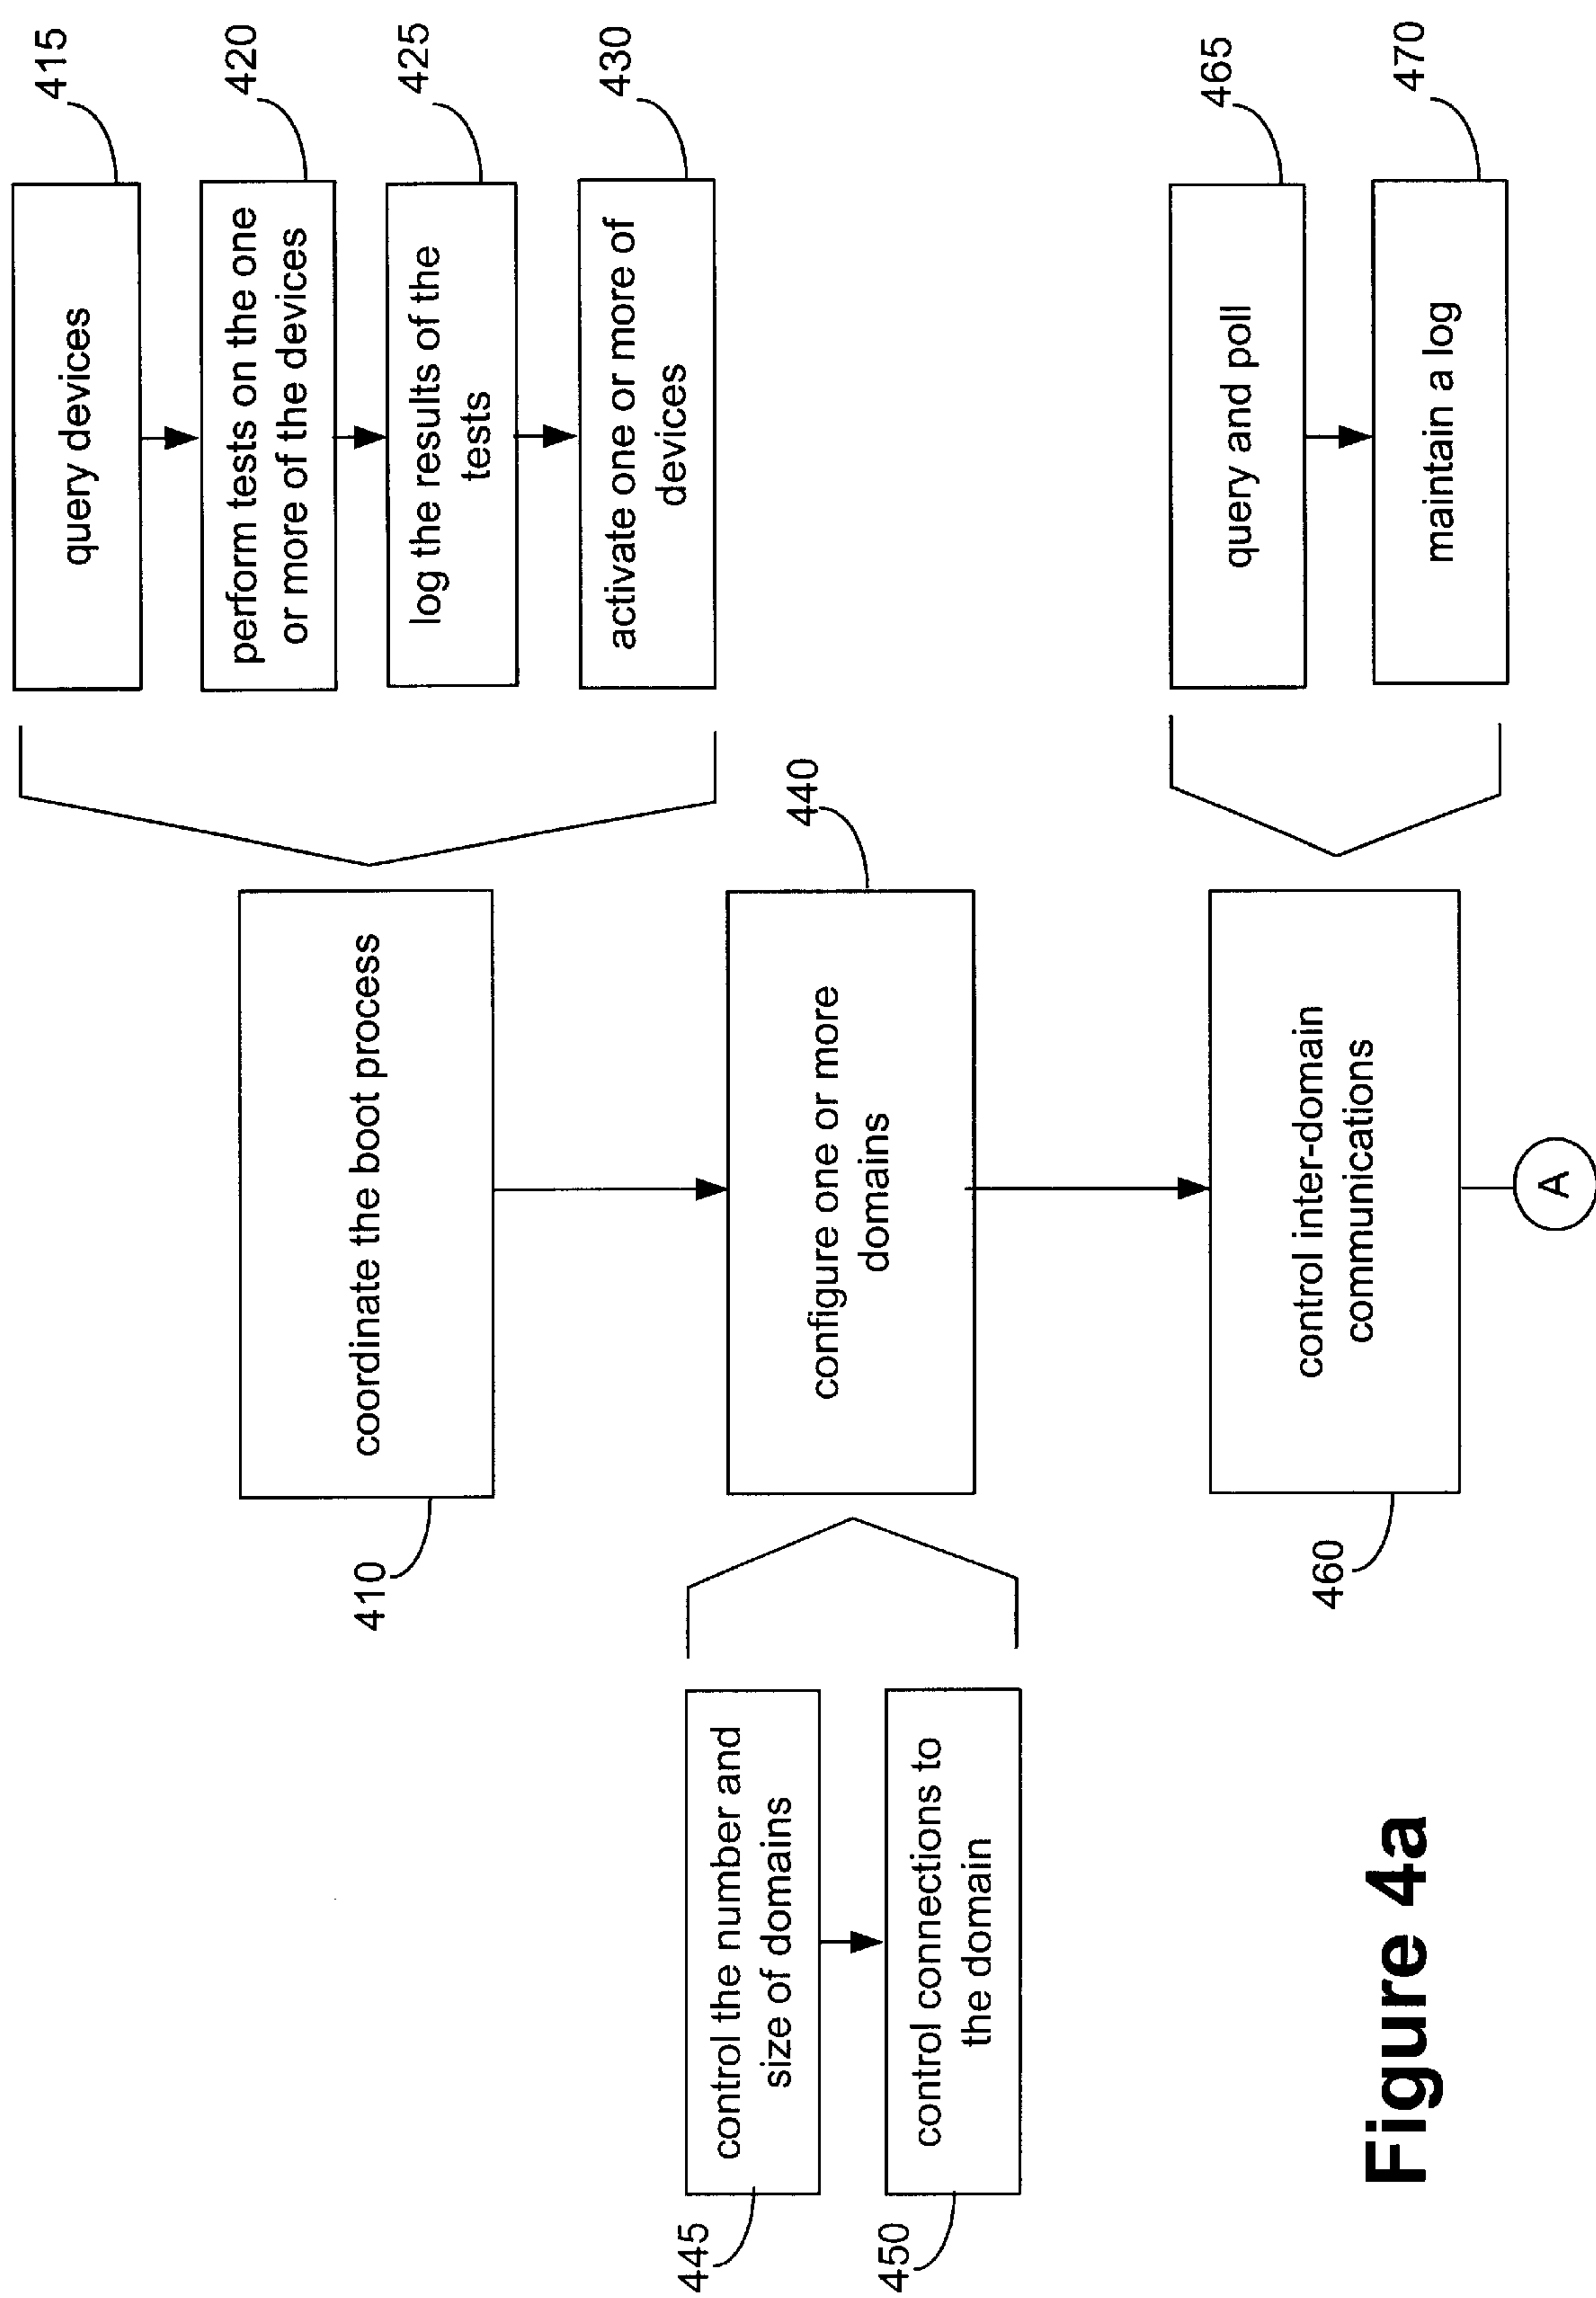 415
query devices
420
perform tests on the one
or more of the devices
425
log the results of the
tests
430
activate one or more of
devices
410
coordinate the boot process
440
configure one or more
domains
445
control the number and
size of domains
450
control connections to
the domain
460
control inter-domain
communications
465
query and poll
470
maintain a log
A
Figure 4a